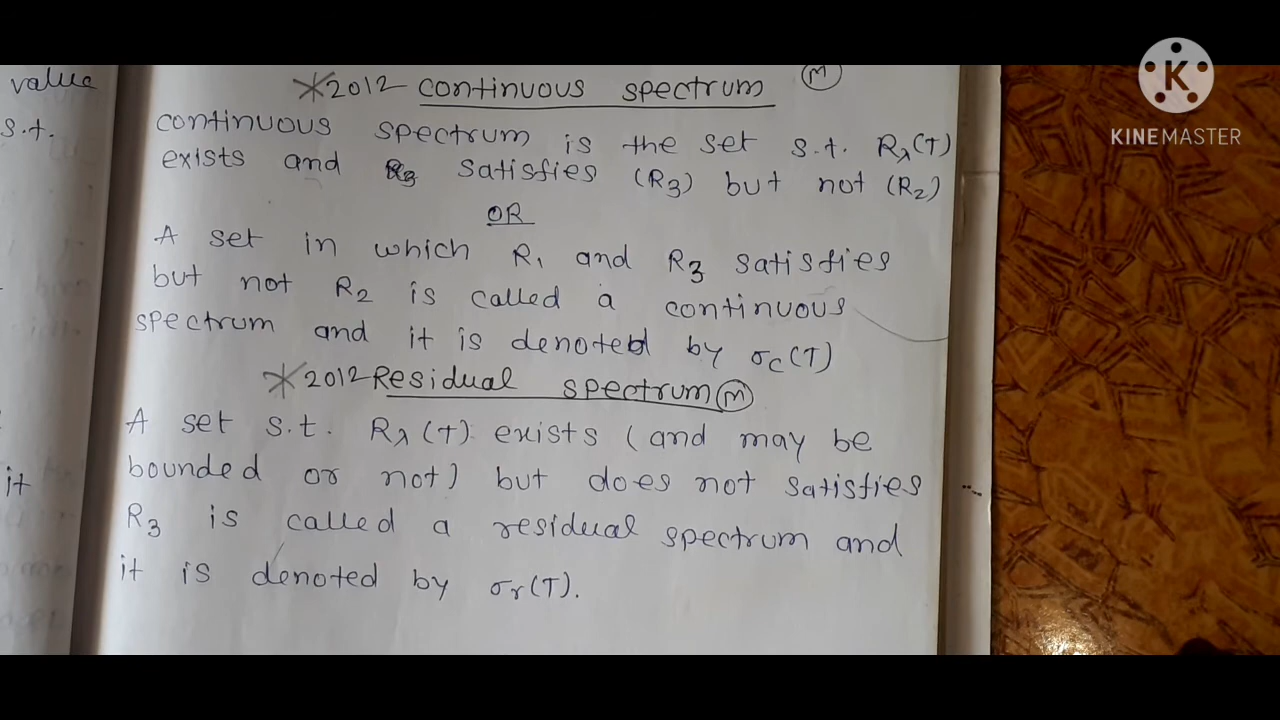 value
s.t.
it
*2012 continuous spectrum (M)
continuous spectrum is the set s.t. Rλ(T)
exists and satisfies (R3) but not (R2)
OR
A set in which R1 and R3 satisfies
but not R2 is called a continuous
spectrum and it is denoted by σc(T)
*2012 Residual spectrum (M)
A set s.t. Rλ(T) exists (and may be
bounded or not) but does not satisfies
R3 is called a residual spectrum and
it is denoted by σr(T).
K
KINEMASTER